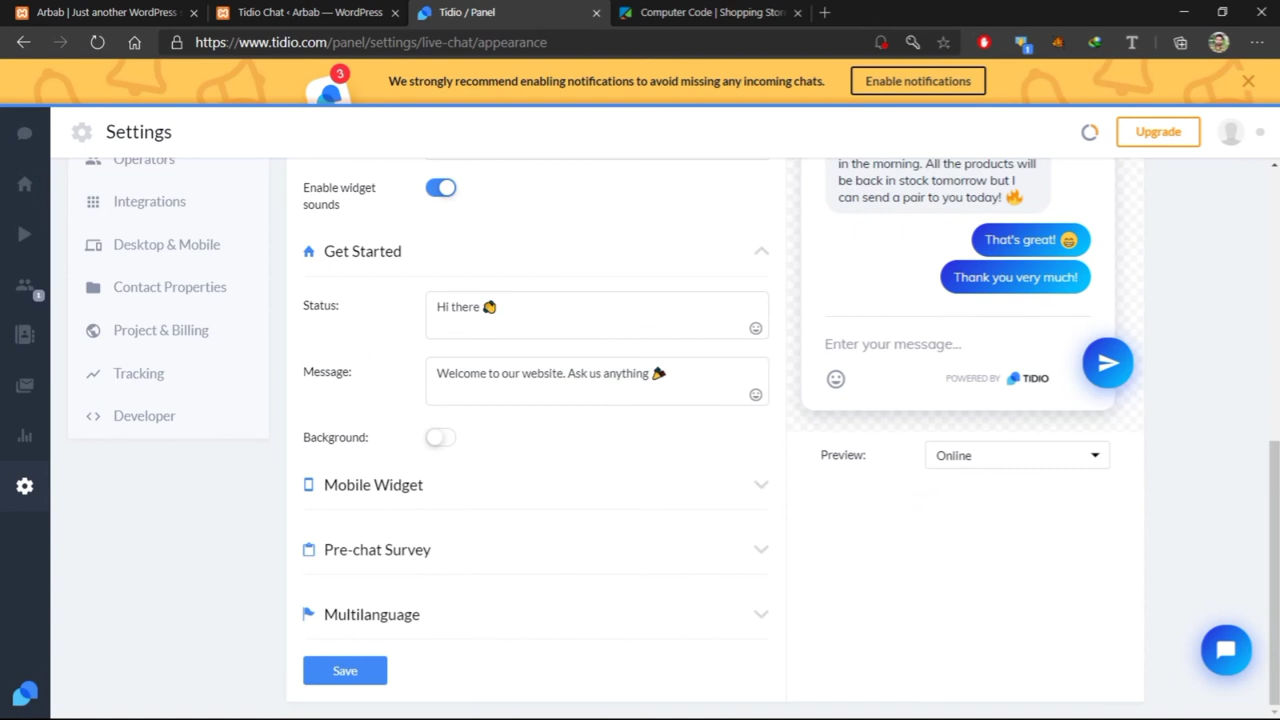 Arbab | Just another WordPress
Tidio Chat ‹ Arbab — WordPress
Tidio / Panel
Computer Code | Shopping Stor
https://www.tidio.com/panel/settings/live-chat/appearance
1
T
3
We strongly recommend enabling notifications to avoid missing any incoming chats.
Enable notifications
Settings
Upgrade
Operators
Integrations
Desktop & Mobile
Contact Properties
Project & Billing
Tracking
Developer
1
Enable widget
sounds
Get Started
Status:
Hi there 👋
Message:
Welcome to our website. Ask us anything 🎉
Background:
Mobile Widget
Pre-chat Survey
Multilanguage
Save
in the morning. All the products will
be back in stock tomorrow but I
can send a pair to you today! 🔥
That's great! 😁
Thank you very much!
Enter your message...
POWERED BY TIDIO
Preview:
Online